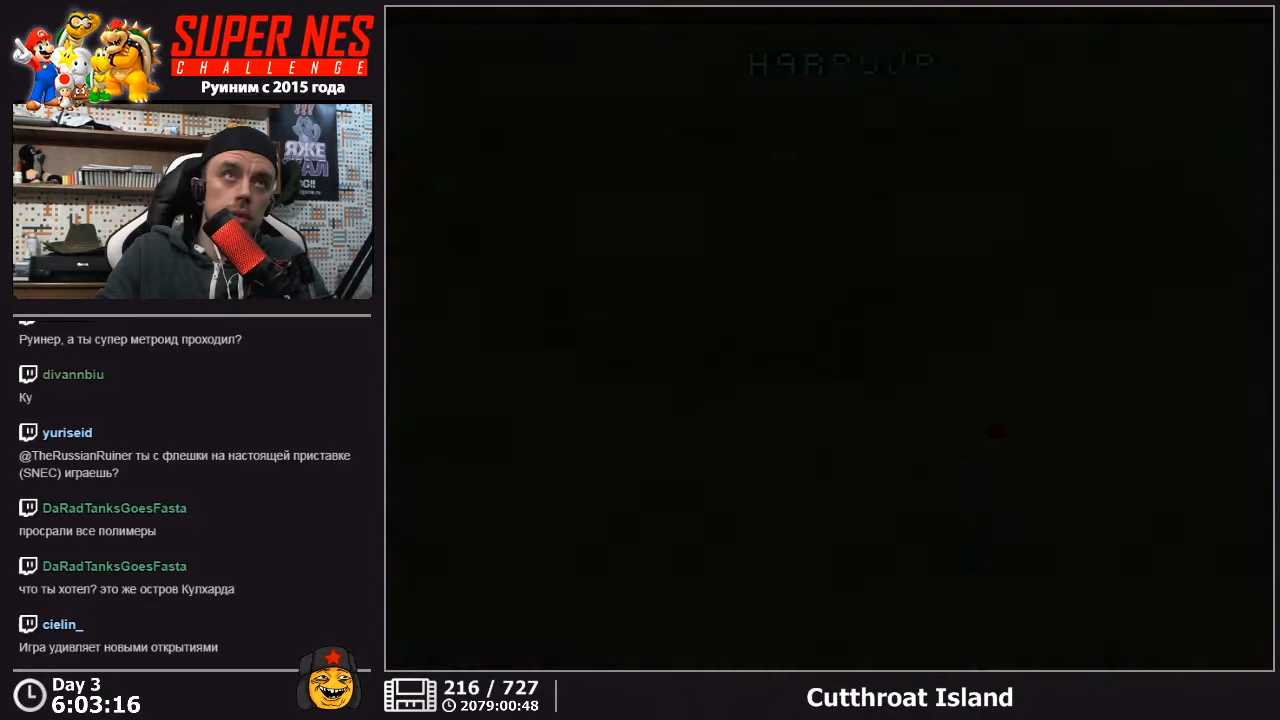 SUPER NES
CHALLENGE
Руиним с 2015 года
ЯЖЕ
Руинер, а ты супер метроид проходил?
divannbiu
Ку
yuriseid
@TheRussianRuiner ты с флешки на настоящей приставке
(SNEC) играешь?
DaRadTanksGoesFasta
просрали все полимеры
DaRadTanksGoesFasta
что ты хотел? это же остров Кулхарда
cielin_
Игра удивляет новыми открытиями
Day 3
6:03:16
216 / 727
2079:00:48
Cutthroat Island